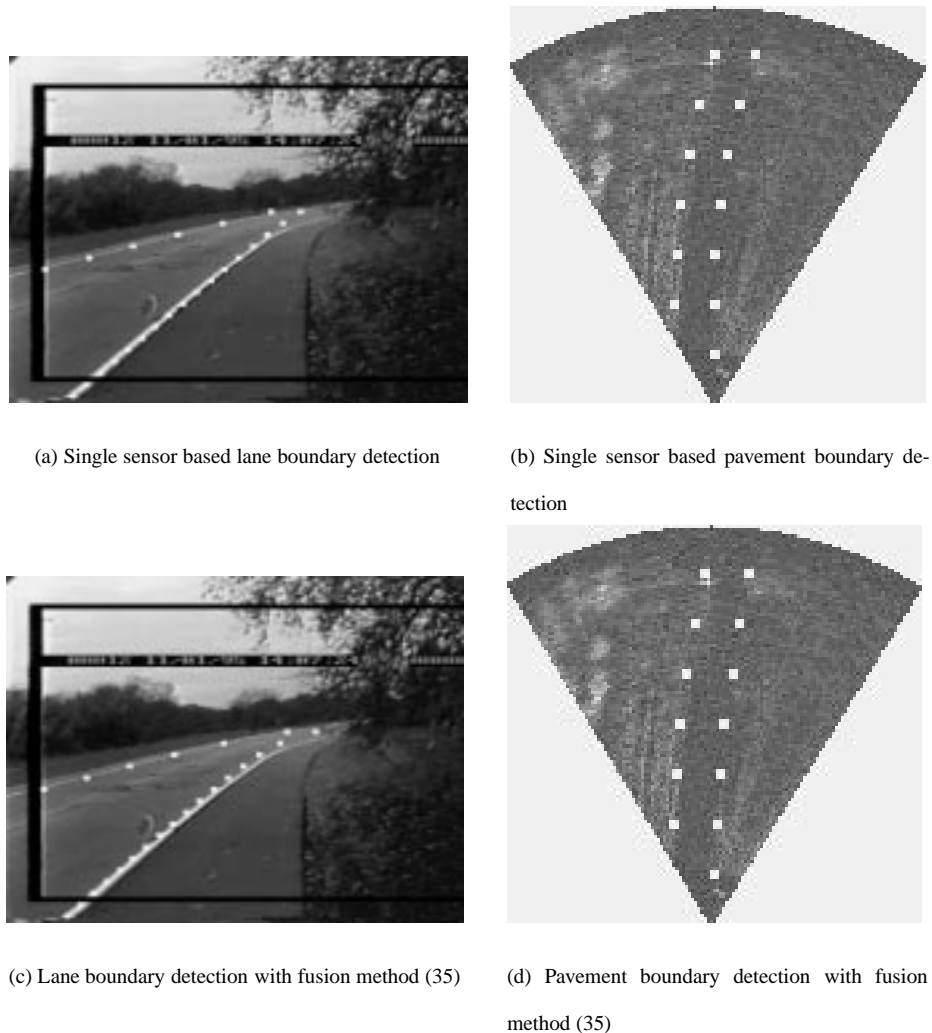 (a) Single sensor based lane boundary detection
(b) Single sensor based pavement boundary de-
tection
(c) Lane boundary detection with fusion method (35)
(d) Pavement boundary detection with fusion
method (35)